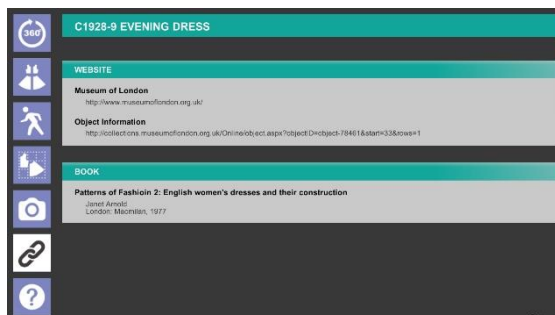 360
C1928-9 EVENING DRESS
WEBSITE
Museum of London
http://www.museumoflondon.org.uk/
Object Information
http://collections.museumoflondon.org.uk/Online/object.aspx?objectID=object-78461&start=33&rows=1
BOOK
Patterns of Fashioin 2: English women's dresses and their construction
Janet Arnold
London: Macmilan, 1977
?